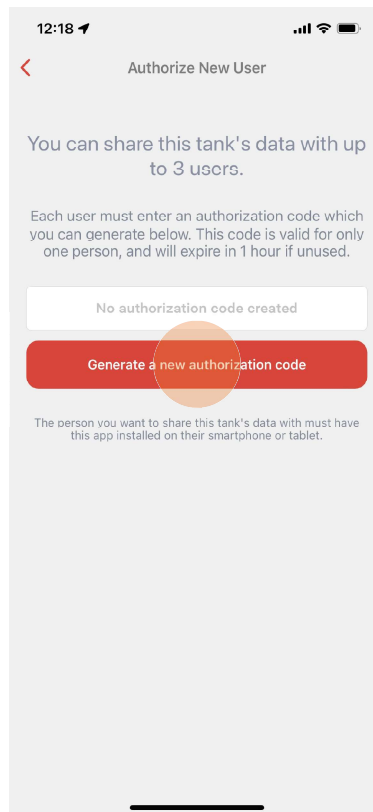 12:18
Authorize New User
You can share this tank's data with up
to 3 users.
Each user must enter an authorization code which
you can generate below. This code is valid for only
one person, and will expire in 1 hour if unused.
No authorization code created
Generate a new authorization code
The person you want to share this tank's data with must have
this app installed on their smartphone or tablet.